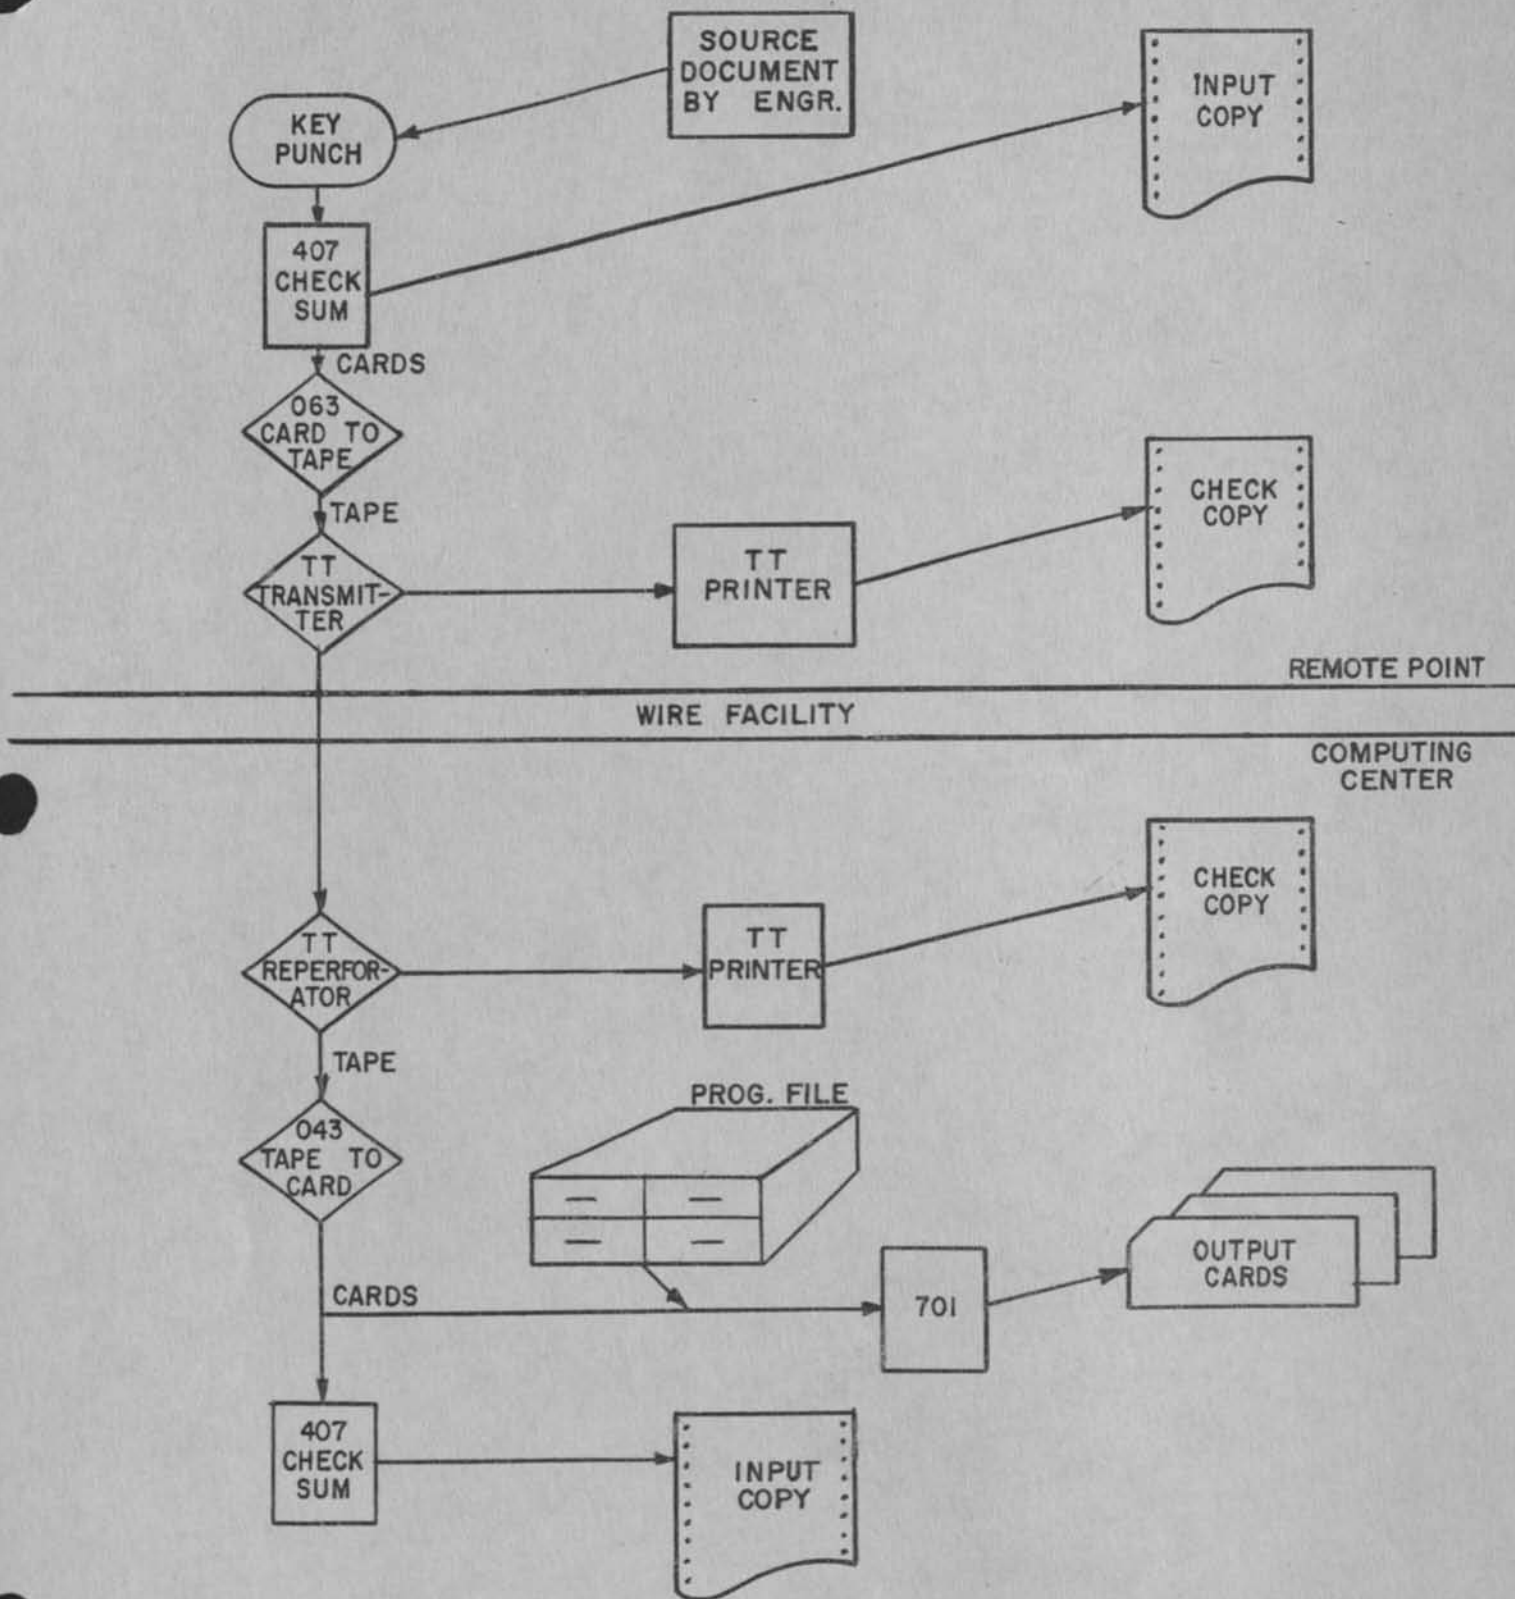 SOURCE
DOCUMENT
BY ENGR.
INPUT
COPY
KEY
PUNCH
407
CHECK
SUM
CARDS
063
CARD TO
TAPE
TAPE
TT
TRANSMIT-
TER
TT
PRINTER
CHECK
COPY
REMOTE POINT
WIRE FACILITY
COMPUTING
CENTER
TT
REPERFOR-
ATOR
TT
PRINTER
CHECK
COPY
TAPE
043
TAPE TO
CARD
PROG. FILE
CARDS
701
OUTPUT
CARDS
407
CHECK
SUM
INPUT
COPY